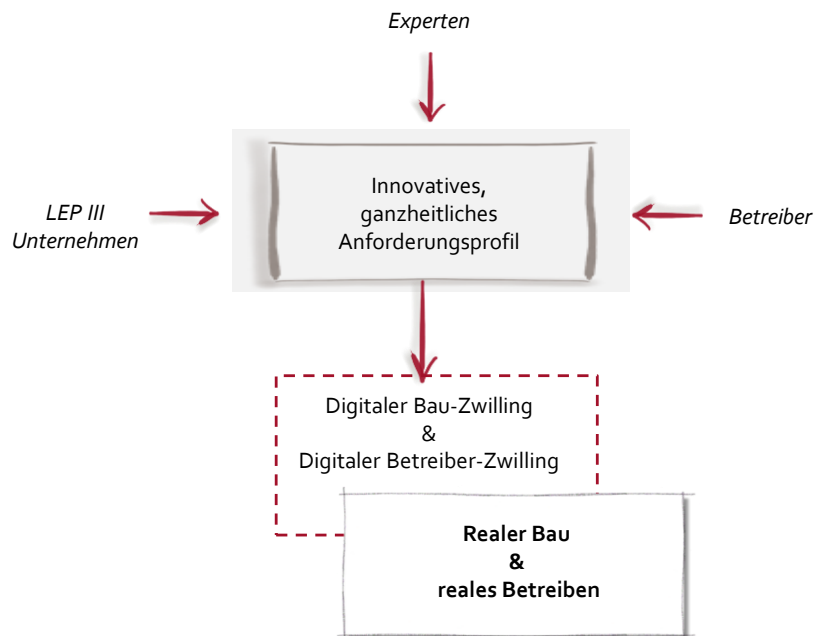 Experten
Innovatives,
ganzheitliches
Anforderungsprofil
LEP III
Unternehmen
Betreiber
Digitaler Bau-Zwilling
&
Digitaler Betreiber-Zwilling
Realer Bau
&
reales Betreiben